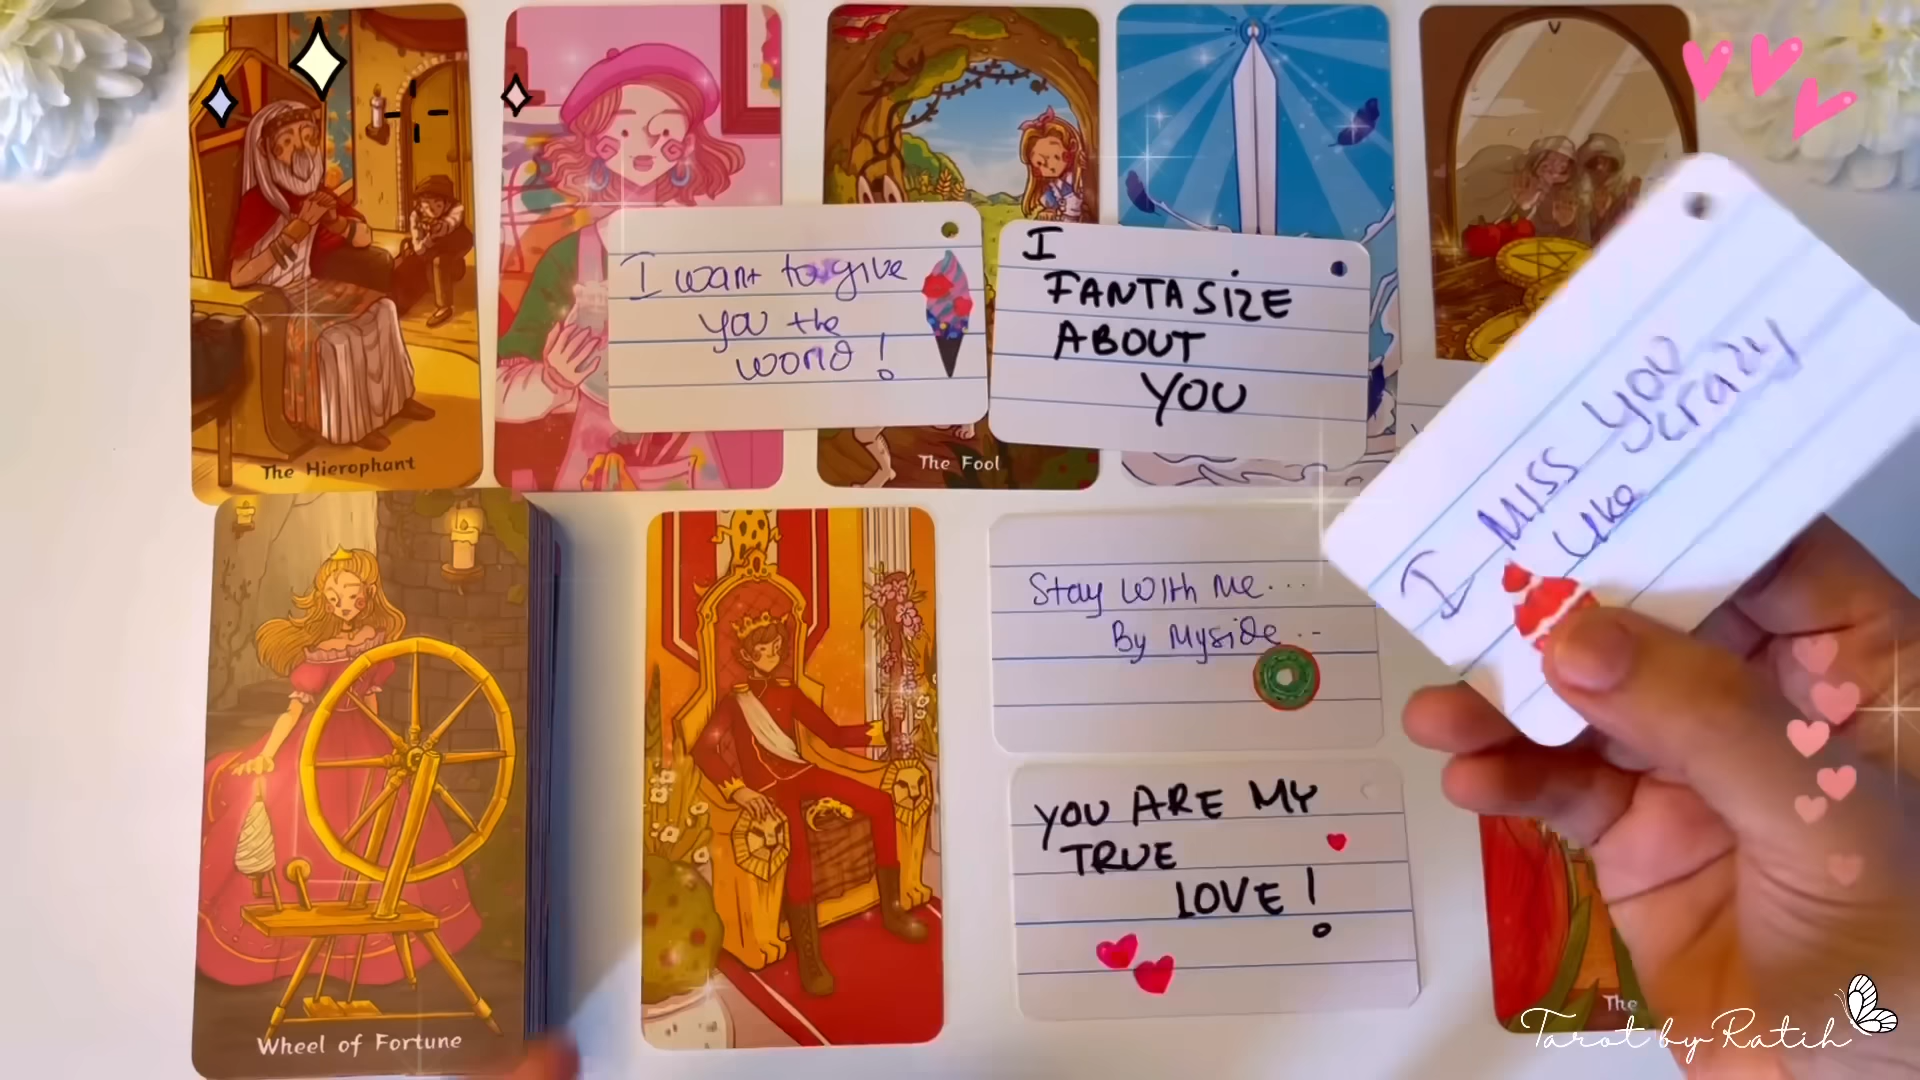 The Hierophant
I want to give
you the
world!
The Fool
I
FANTASIZE
ABOUT
YOU
I MISS YOU
Like crazy
Wheel of Fortune
Stay With Me...
By Myside..-
YOU ARE MY
TRUE
LOVE!
The
Tarot by Ratih